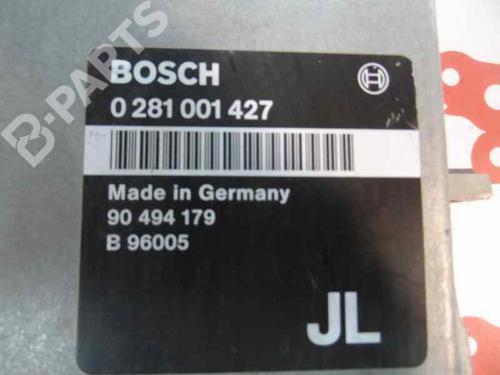 B-PARTS
BOSCH
0 281 001 427
Made in Germany
90 494 179
B 96005
JL